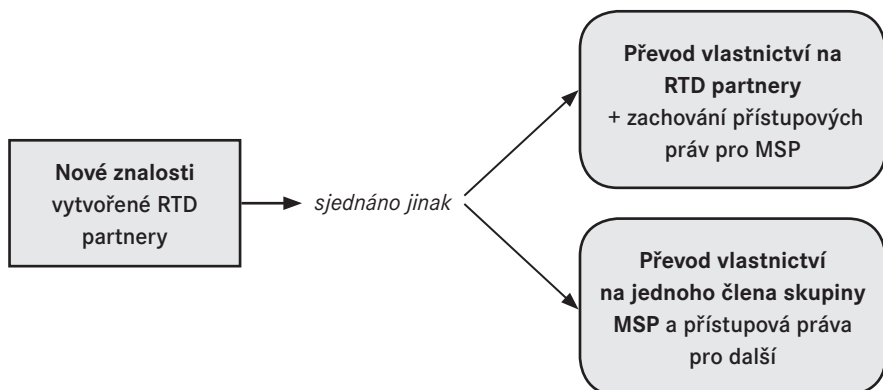 Nové znalosti
vytvořené RTD
partnery
sjednáno jinak
Převod vlastnictví na
RTD partnery
+ zachování přístupových
práv pro MSP
Převod vlastnictví
na jednoho člena skupiny
MSP a přístupová práva
pro další